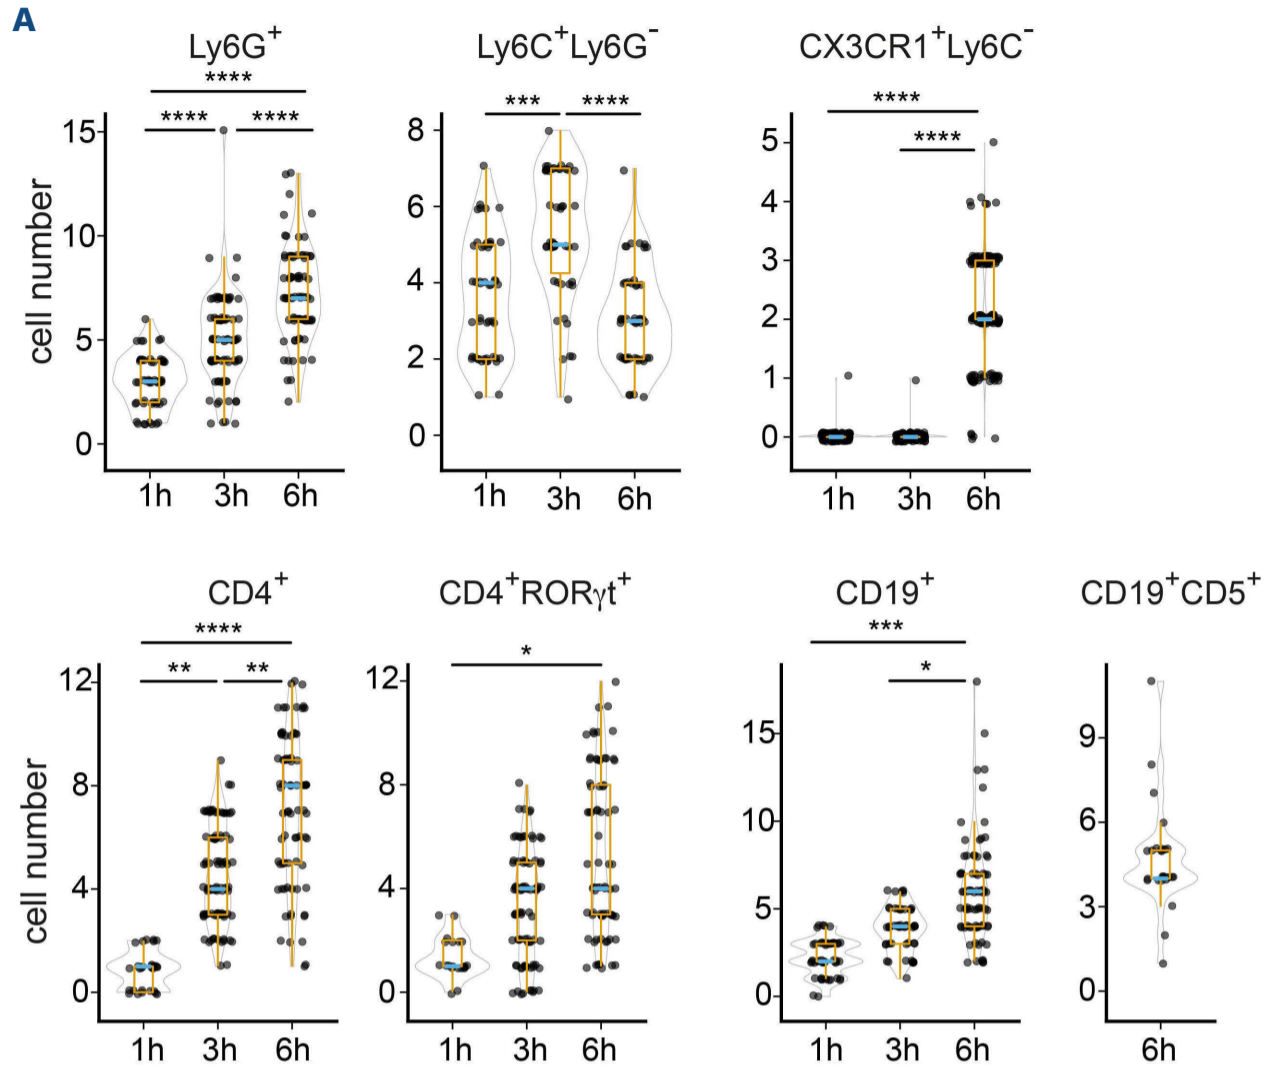 A
Ly6G⁺ Ly6C⁺Ly6G⁻ CX3CR1⁺Ly6C⁻
**** *** **** ****
**** **** ****
cell number
15 10 5 0
1h 3h 6h
8 6 4 2 0
1h 3h 6h
5 4 3 2 1 0
1h 3h 6h
CD4⁺ CD4⁺RORγt⁺ CD19⁺ CD19⁺CD5⁺
**** * ***
** ** *
cell number
12 8 4 0
1h 3h 6h
12 8 4 0
1h 3h 6h
15 10 5 0
1h 3h 6h
9 6 3 0
6h